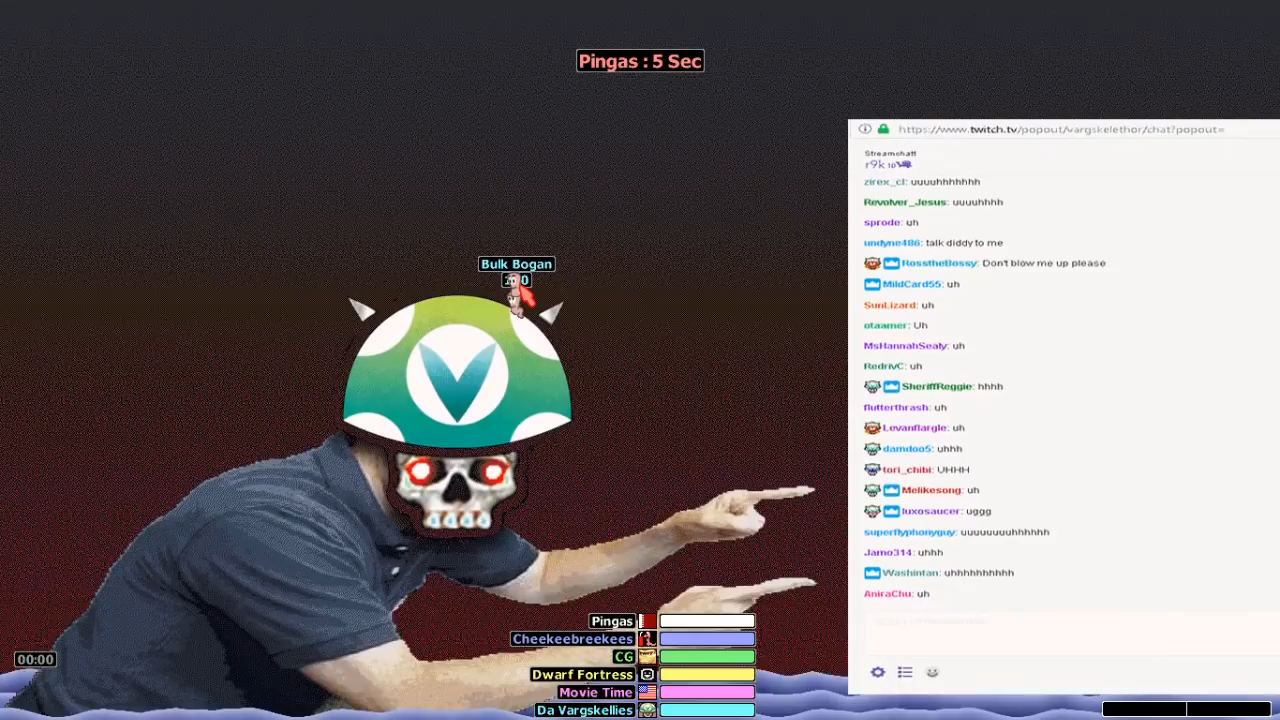 Pingas : 5 Sec
https://www.twitch.tv/popout/vargskelethor/chat?popout=
Streamchatt
r9k
zirex_cl: uuuuhhhhhhh
Revolver_Jesus: uuuuhhhh
sprode: uh
undyne486: talk diddy to me
RosstheBossy: Don't blow me up please
MildCard55: uh
SunLizard: uh
otaamer: Uh
MsHannahSealy: uh
RedrivC: uh
SheriffReggie: hhhh
flutterthrash: uh
Levanflargle: uh
damdoo5: uhhh
tori_chibi: UHHH
Melikesong: uh
luxosaucer: uggg
superflyphonyguy: uuuuuuuuhhhhhh
Jamo314: uhhh
Washintan: uhhhhhhhhhh
AniraChu: uh
Bulk Bogan
Pingas
Cheekeebreekees
CG
Dwarf Fortress
Movie Time
Da Vargskellies
00:00